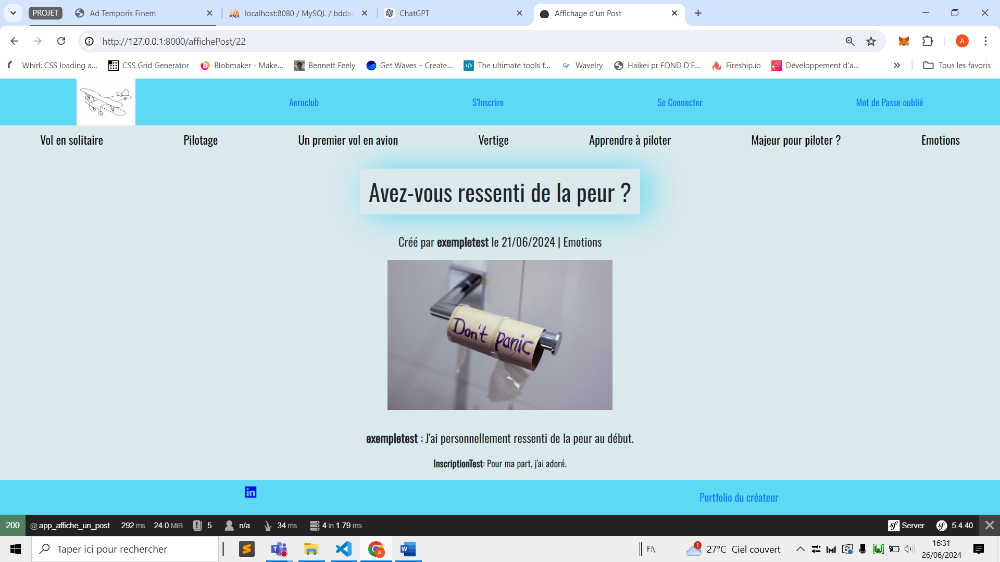 PROJET
Ad Temporis Finem
localhost:8080 / MySQL / bddae
ChatGPT
Affichage d'un Post
http://127.0.0.1:8000/affichePost/22
A
Whirl: CSS loading a...
CSS Grid Generator
Blobmaker - Make...
Bennett Feely
Get Waves – Create...
The ultimate tools f...
Wavelry
Haikei pr FOND D'E...
Fireship.io
Développement d'a...
Tous les favoris
Aeroclub
S'Inscrire
Se Connecter
Mot de Passe oublié
Vol en solitaire
Pilotage
Un premier vol en avion
Vertige
Apprendre à piloter
Majeur pour piloter ?
Emotions
Avez-vous ressenti de la peur ?
Créé par exempletest le 21/06/2024 | Emotions
Don't panic
exempletest : J'ai personnellement ressenti de la peur au début.
InscriptionTest: Pour ma part, j'ai adoré.
in
Portfolio du créateur
200 @ app_affiche_un_post 292 ms 24.0 MiB 5 n/a 34 ms 4 in 1.79 ms
sf Server sf 5.4.40
Taper ici pour rechercher
F:\
1
27°C Ciel couvert
16:31
26/06/2024